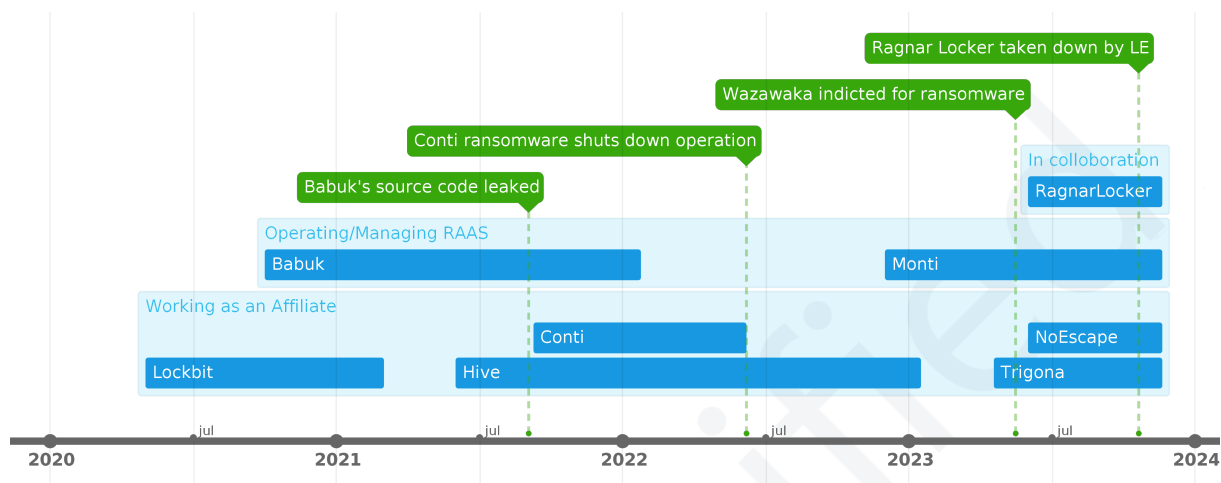 Ragnar Locker taken down by LE
Wazawaka indicted for ransomware
Conti ransomware shuts down operation
In colloboration
Babuk's source code leaked
RagnarLocker
Operating/Managing RAAS
Babuk
Monti
Working as an Affiliate
Conti
NoEscape
Lockbit
Hive
Trigona
jul
jul
jul
jul
2020
2021
2022
2023
2024
ified